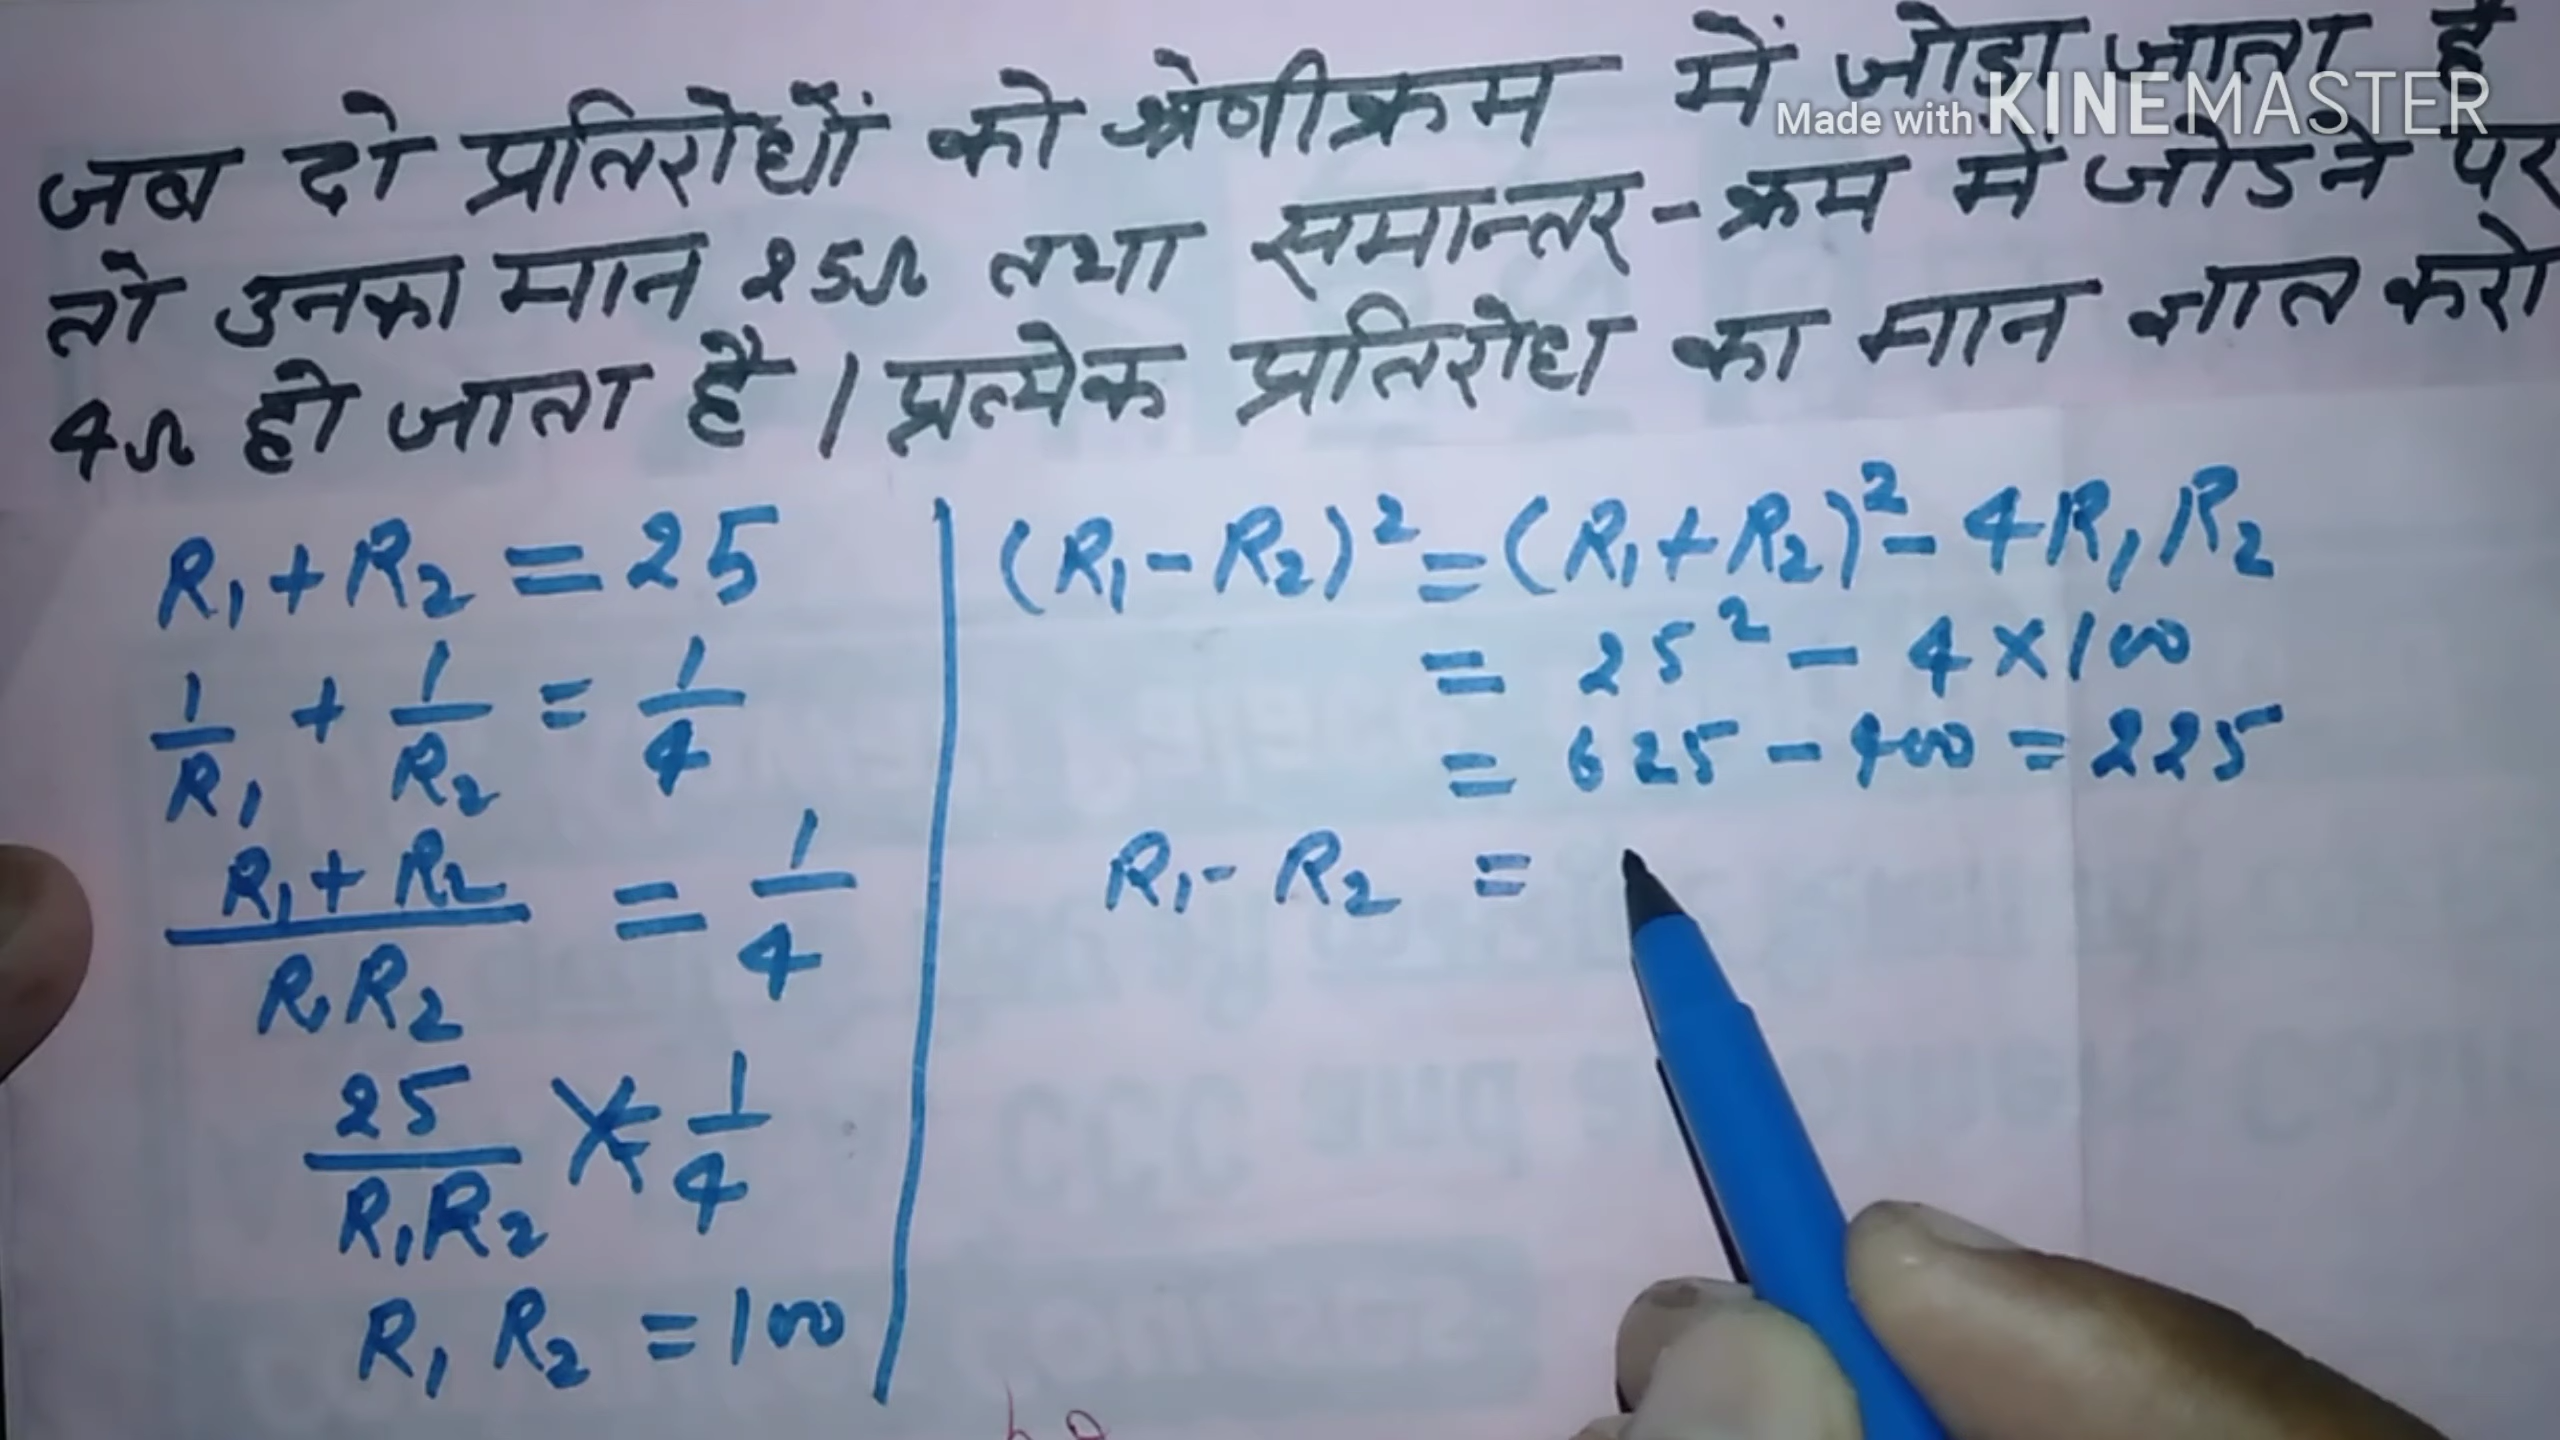 जब दो प्रतिरोधों को श्रेणीक्रम में जोड़ा जाता है
Made with KINEMASTER
तो उनका मान 25Ω तथा समान्तर-क्रम में जोडने पर
4Ω हो जाता है । प्रत्येक प्रतिरोध का मान ज्ञात करो
R₁ + R₂ = 25
1/R₁ + 1/R₂ = 1/4
(R₁ + R₂)/(R₁R₂) = 1/4
25/(R₁R₂) = 1/4
R₁ R₂ = 100
(R₁ - R₂)² = (R₁ + R₂)² - 4R₁R₂
= 25² - 4 × 100
= 625 - 400 = 225
R₁ - R₂ =